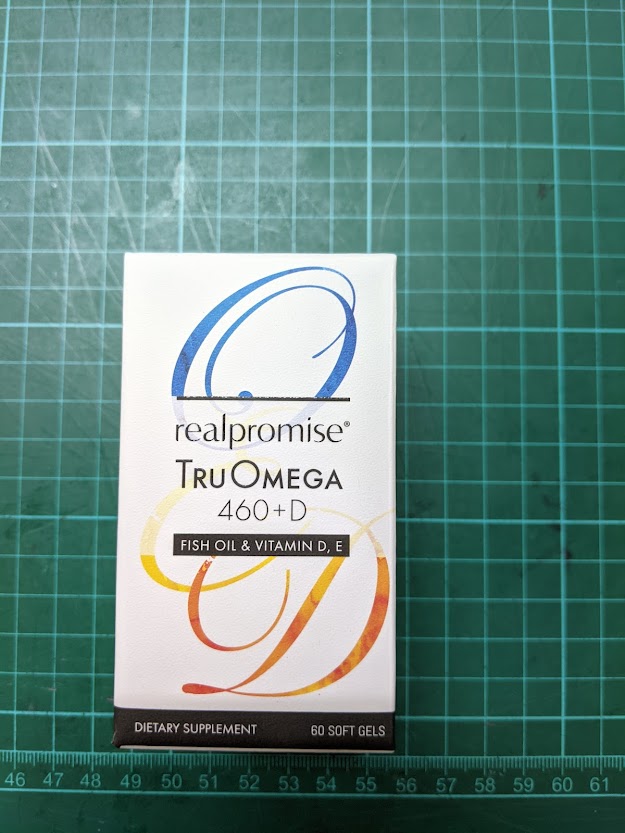 realpromise®
TRUOMEGA
460+D
FISH OIL & VITAMIN D, E
DIETARY SUPPLEMENT 60 SOFT GELS
46 47 48 49 50 51 52 53 54 55 56 57 58 59 60 61